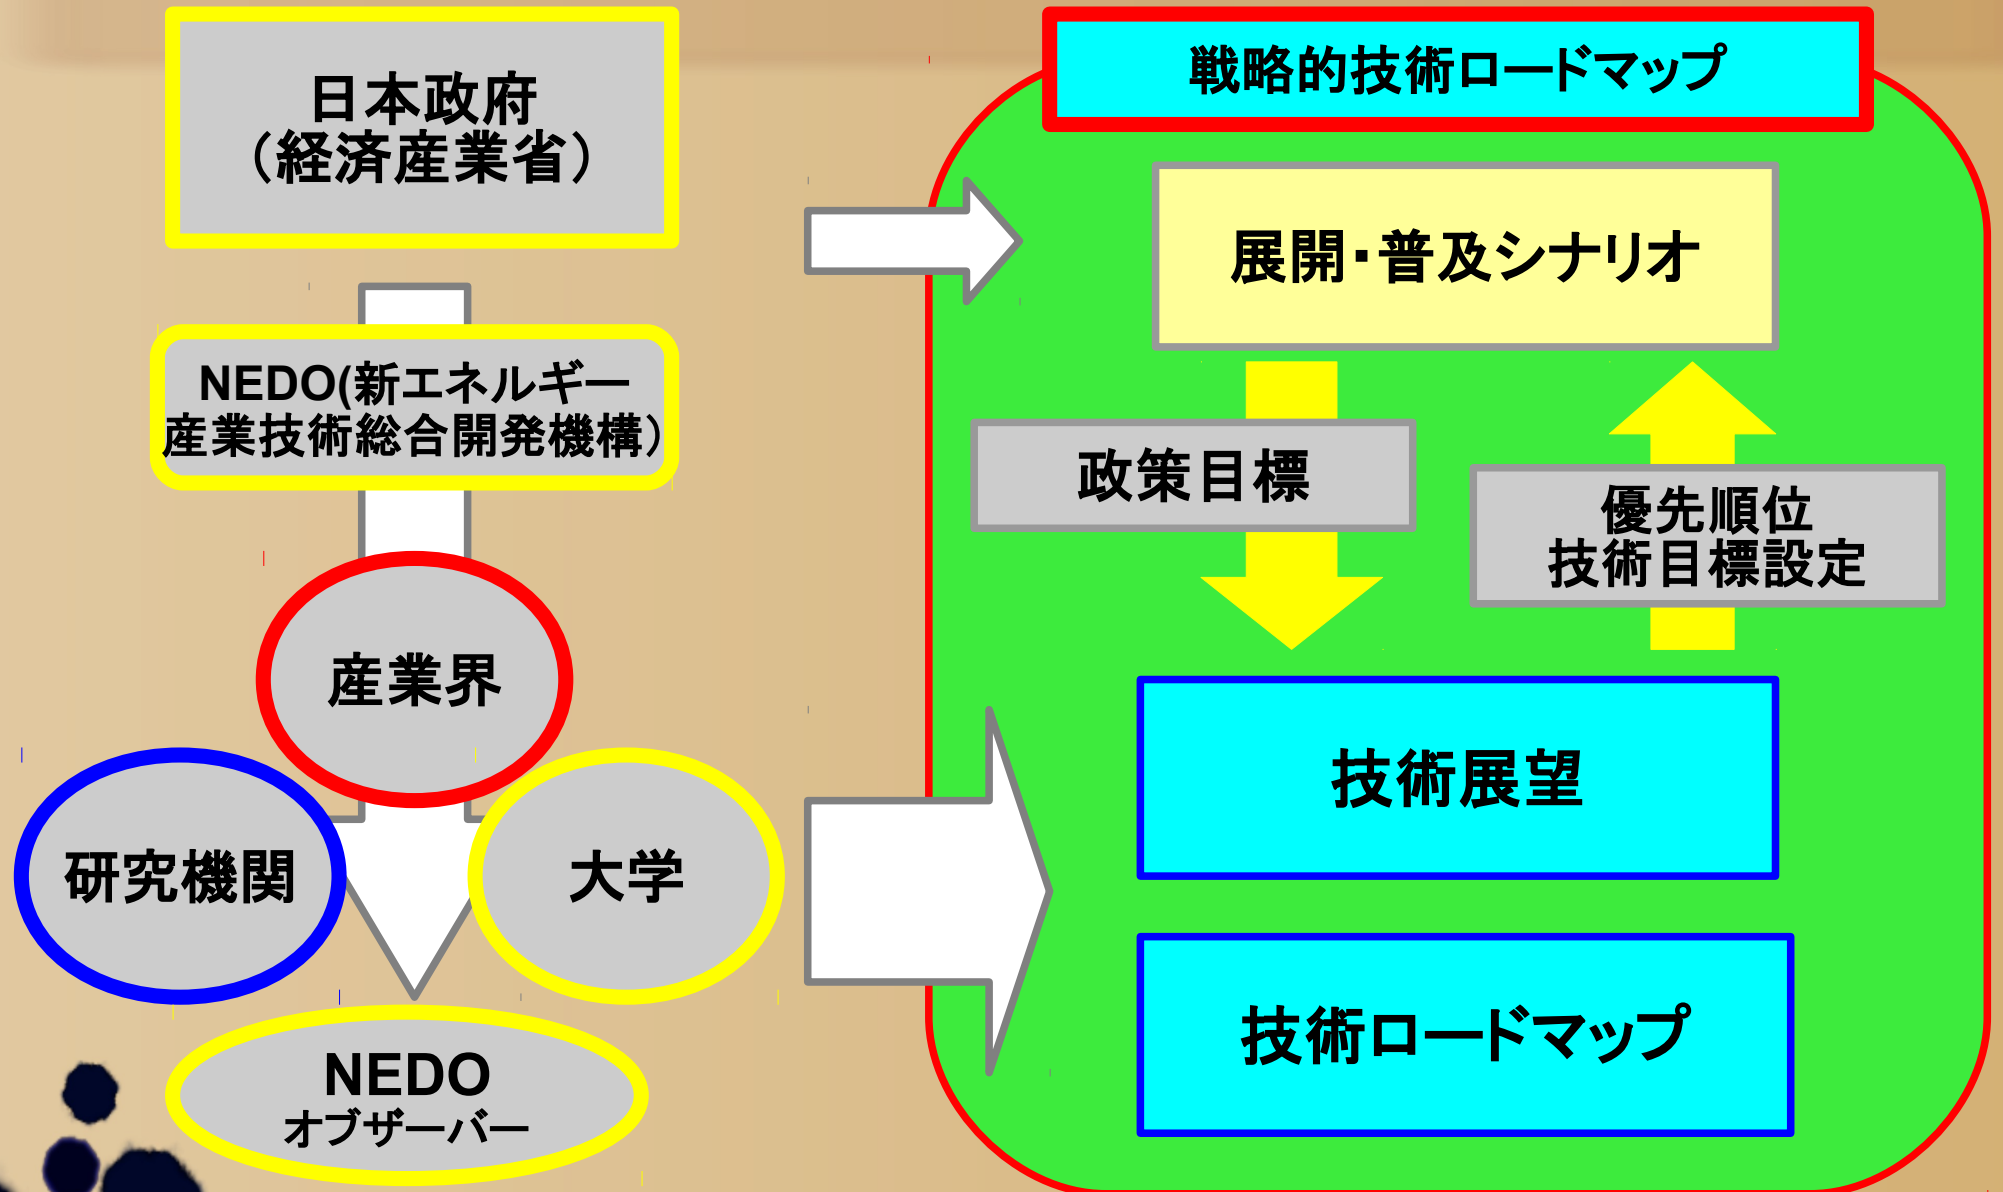 日本政府
（経済産業省）
NEDO(新エネルギー
産業技術総合開発機構）
産業界
研究機関
大学
NEDO
オブザーバー
戦略的技術ロードマップ
展開・普及シナリオ
政策目標
優先順位
技術目標設定
技術展望
技術ロードマップ